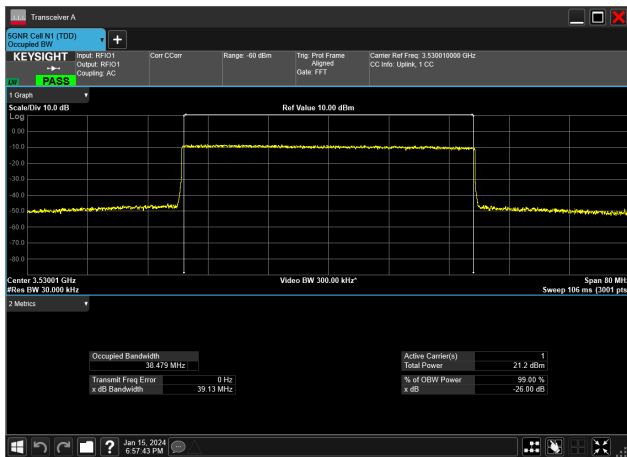 Transceiver A
5GNR Cell N1 (TDD)
Occupied BW
KEYSIGHT
Input: RFIO1
Output: RFIO1
Coupling: AC
Corr CCorr
Range: -60 dBm
Trig: Prot Frame
Aligned
Gate: FFT
Carrier Ref Freq: 3.530010000 GHz
CC Info: Uplink, 1 CC
PASS
1 Graph
Scale/Div 10.0 dB
Ref Value 10.00 dBm
Log
0.00
-10.0
-20.0
-30.0
-40.0
-50.0
-60.0
-70.0
-80.0
Center 3.53001 GHz
Video BW 300.00 kHz*
Span 80 MHz
#Res BW 30.000 kHz
Sweep 106 ms (3001 pts
2 Metrics
Occupied Bandwidth
38.479 MHz
Transmit Freq Error 0 Hz
x dB Bandwidth 39.13 MHz
Active Carrier(s) 1
Total Power 21.2 dBm
% of OBW Power 99.00 %
x dB -26.00 dB
Jan 15, 2024
6:57:43 PM